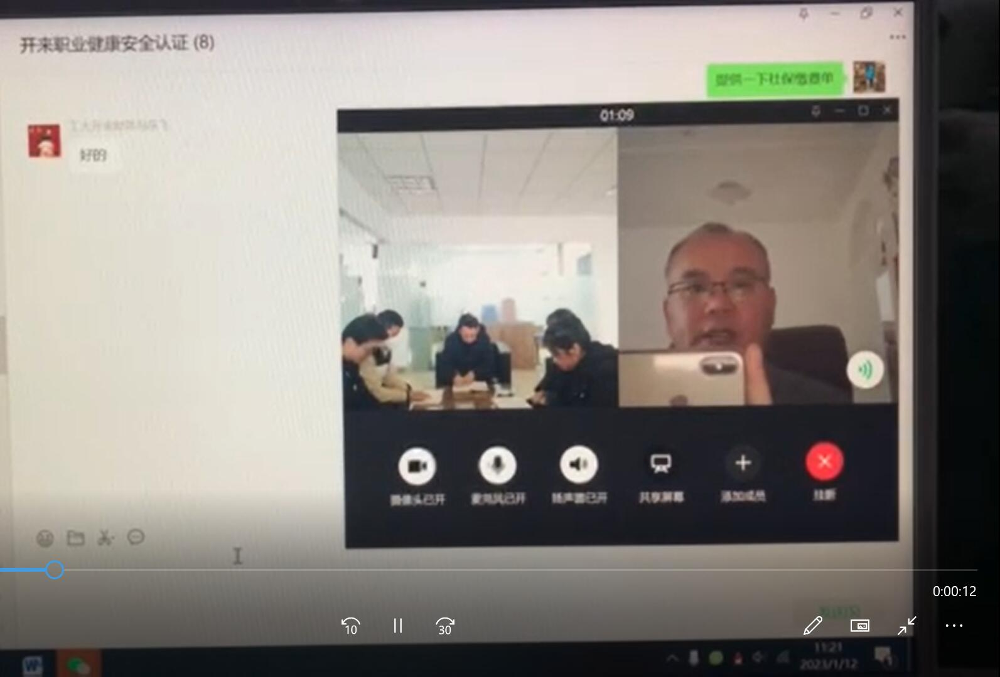 开来职业健康安全认证 (8)
提供一下社保缴费单
好的
01:09
摄像头已开
麦克风已开
扬声器已开
共享屏幕
添加成员
挂断
0:00:12
10
30
11:21
2023/1/12